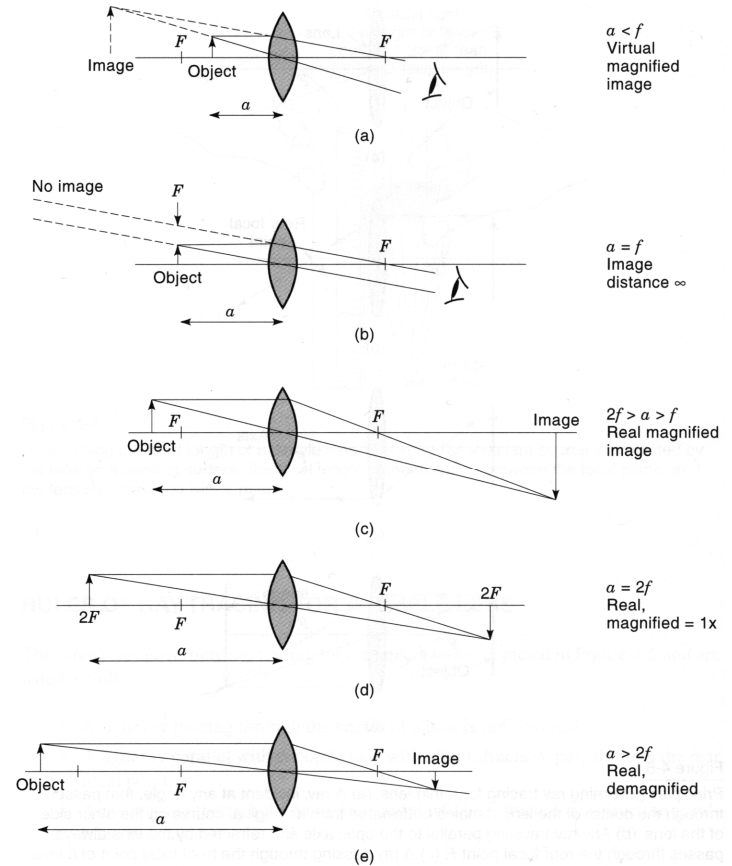 F
F
a < f
Virtual
magnified
image
Image
Object
a
(a)
No image
F
F
Object
a = f
Image
distance ∞
a
(b)
F
F
Image
Object
2f > a > f
Real magnified
image
a
(c)
F
2F
2F
F
a = 2f
Real,
magnified = 1x
a
(d)
F
F
Image
Object
a > 2f
Real,
demagnified
a
(e)